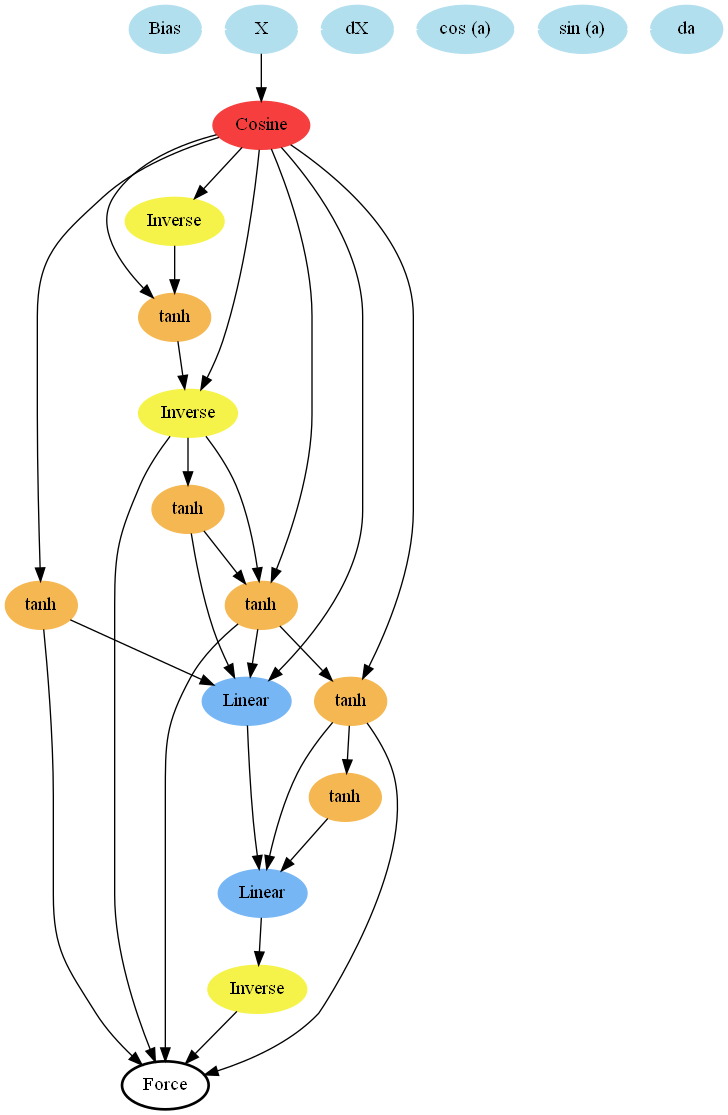 Bias X dX cos (a) sin (a) da
Cosine
Inverse
tanh
Inverse
tanh
tanh tanh
Linear tanh
tanh
Linear
Inverse
Force